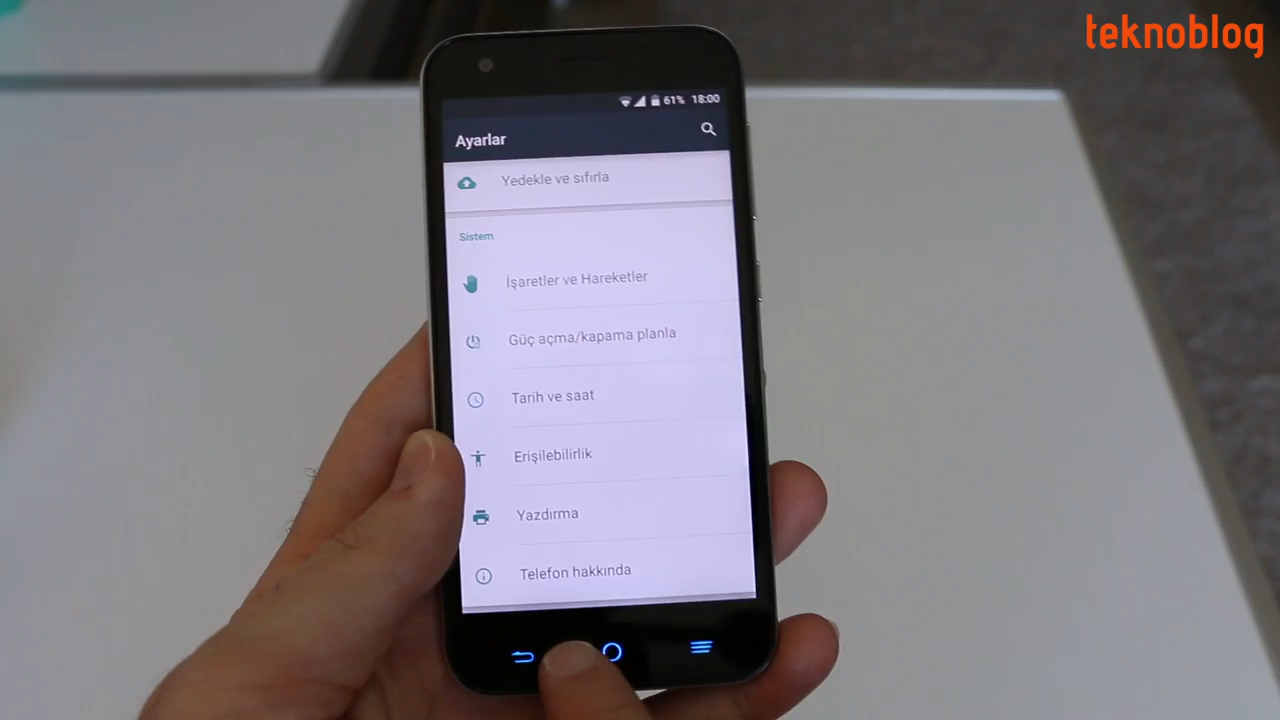 teknoblog
61% 18:00
Ayarlar
Yedekle ve sıfırla
Sistem
İşaretler ve Hareketler
Güç açma/kapama planla
Tarih ve saat
Erişilebilirlik
Yazdırma
Telefon hakkında